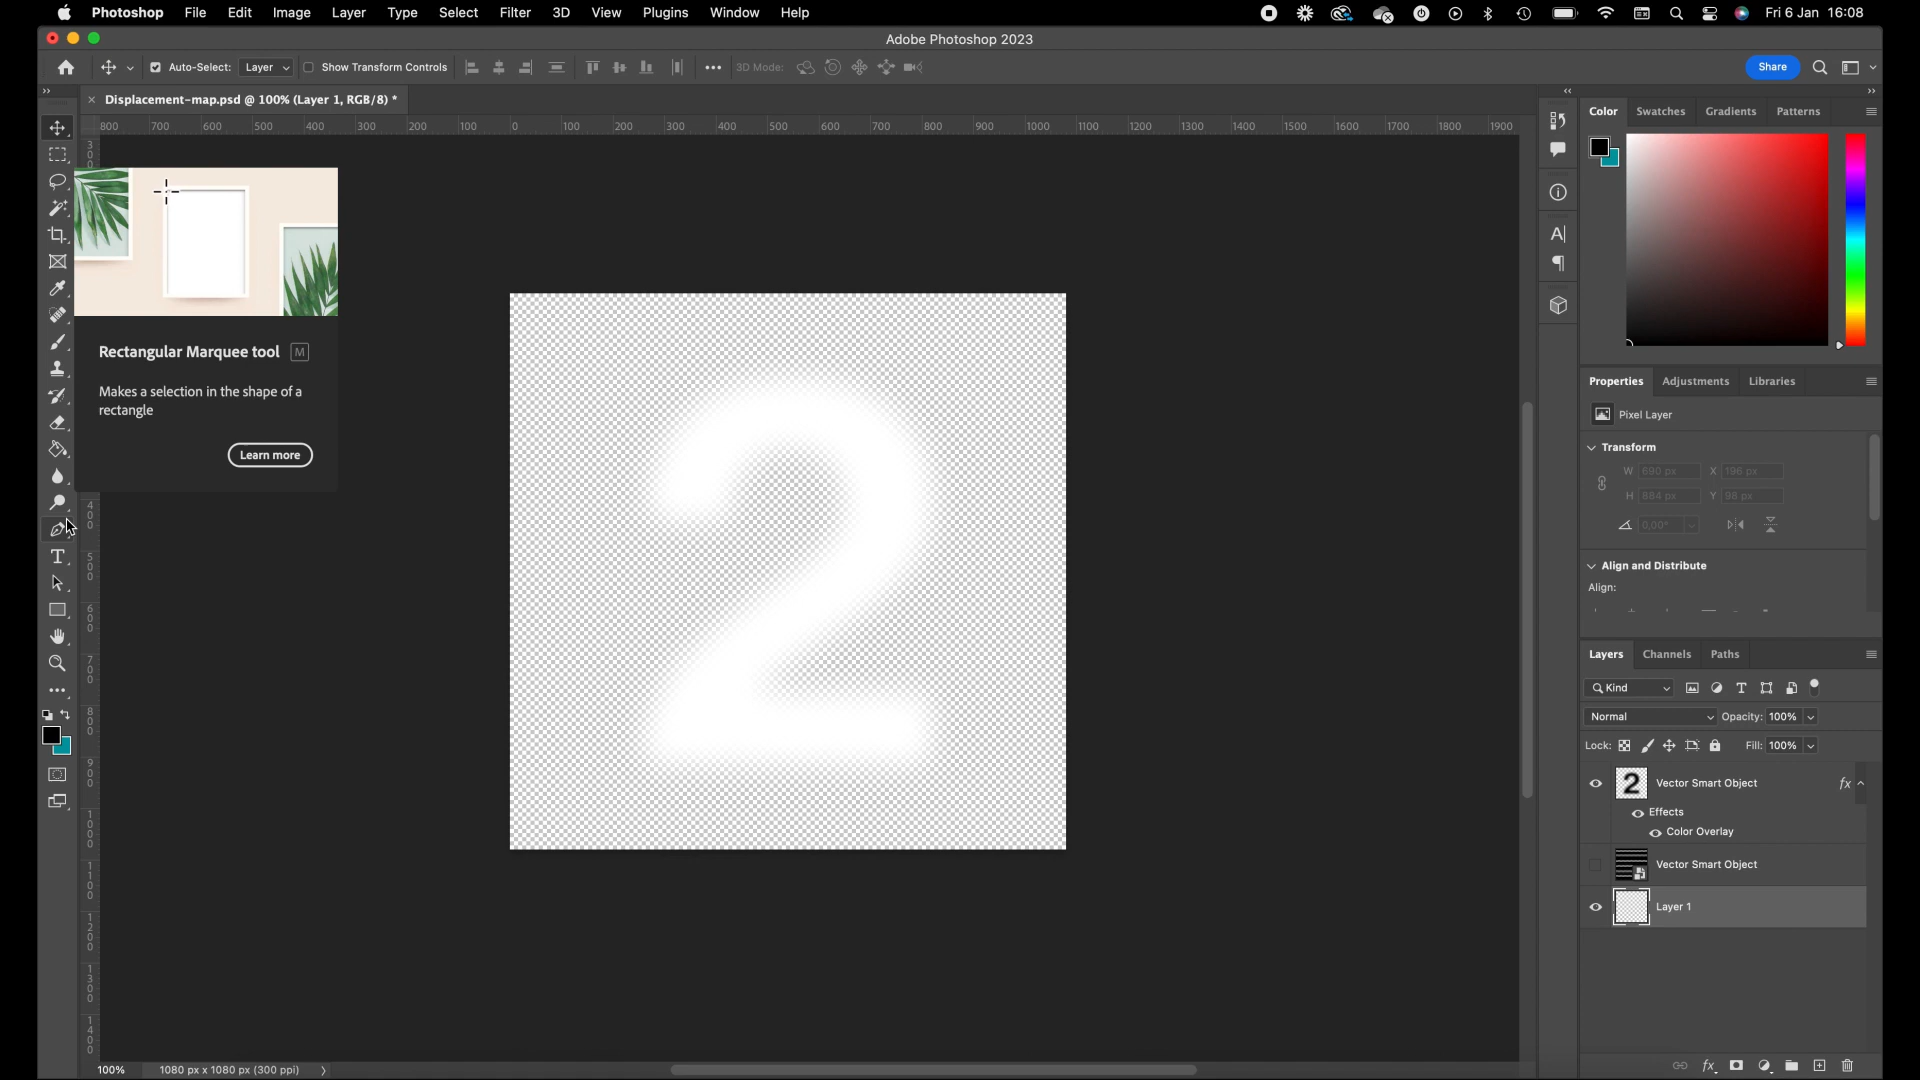 Photoshop File Edit Image Layer Type Select Filter 3D View Plugins Window Help Fri 6 Jan 16:08
Adobe Photoshop 2023
Auto-Select: Layer Show Transform Controls 3D Mode: Share
Displacement-map.psd @ 100% (Layer 1, RGB/8) *
Color Swatches Gradients Patterns
800 700 600 500 400 300 200 100 0 100 200 300 400 500 600 700 800 900 1000 1100 1200 1300 1400 1500 1600 1700 1800 1900
Rectangular Marquee tool M
Makes a selection in the shape of a
rectangle
Learn more
2
Properties Adjustments Libraries
Pixel Layer
Transform
W 690 px X 196 px
H 884 px Y 98 px
0,00°
Align and Distribute
Align:
Layers Channels Paths
Kind
Normal Opacity: 100%
Lock: Fill: 100%
2 Vector Smart Object fx
Effects
Color Overlay
Vector Smart Object
Layer 1
400
500
600
700
800
900
1000
1100
1200
1300
1400
100% 1080 px x 1080 px (300 ppi)
fx